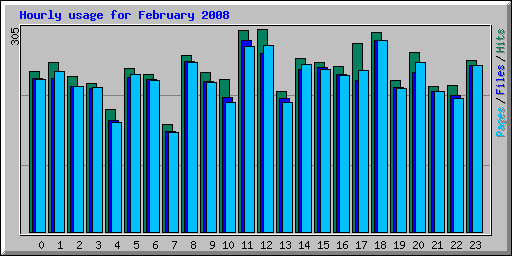 Hourly usage for February 2008
305
Pages/Files/Hits
0 1 2 3 4 5 6 7 8 9 10 11 12 13 14 15 16 17 18 19 20 21 22 23